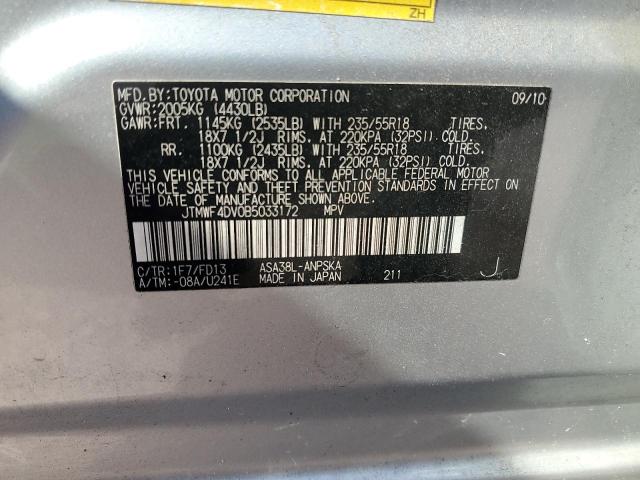 ZH
MFD. BY: TOYOTA MOTOR CORPORATION 09/10
GVWR: 2005KG (4430LB)
GAWR: FRT. 1145KG (2535LB) WITH 235/55R18 TIRES.
18X7 1/2J RIMS, AT 220KPA (32PSI) COLD.
RR. 1100KG (2435LB) WITH 235/55R18 TIRES.
18X7 1/2J RIMS, AT 220KPA (32PSI) COLD.
THIS VEHICLE CONFORMS TO ALL APPLICABLE FEDERAL MOTOR
VEHICLE SAFETY AND THEFT PREVENTION STANDARDS IN EFFECT ON
THE DATE OF MANUFACTURE SHOWN ABOVE.
JTMWF4DV0B5033172 MPV
C/TR: 1F7/FD13 ASA38L-ANPSKA J
A/TM: -08A/U241E MADE IN JAPAN 211